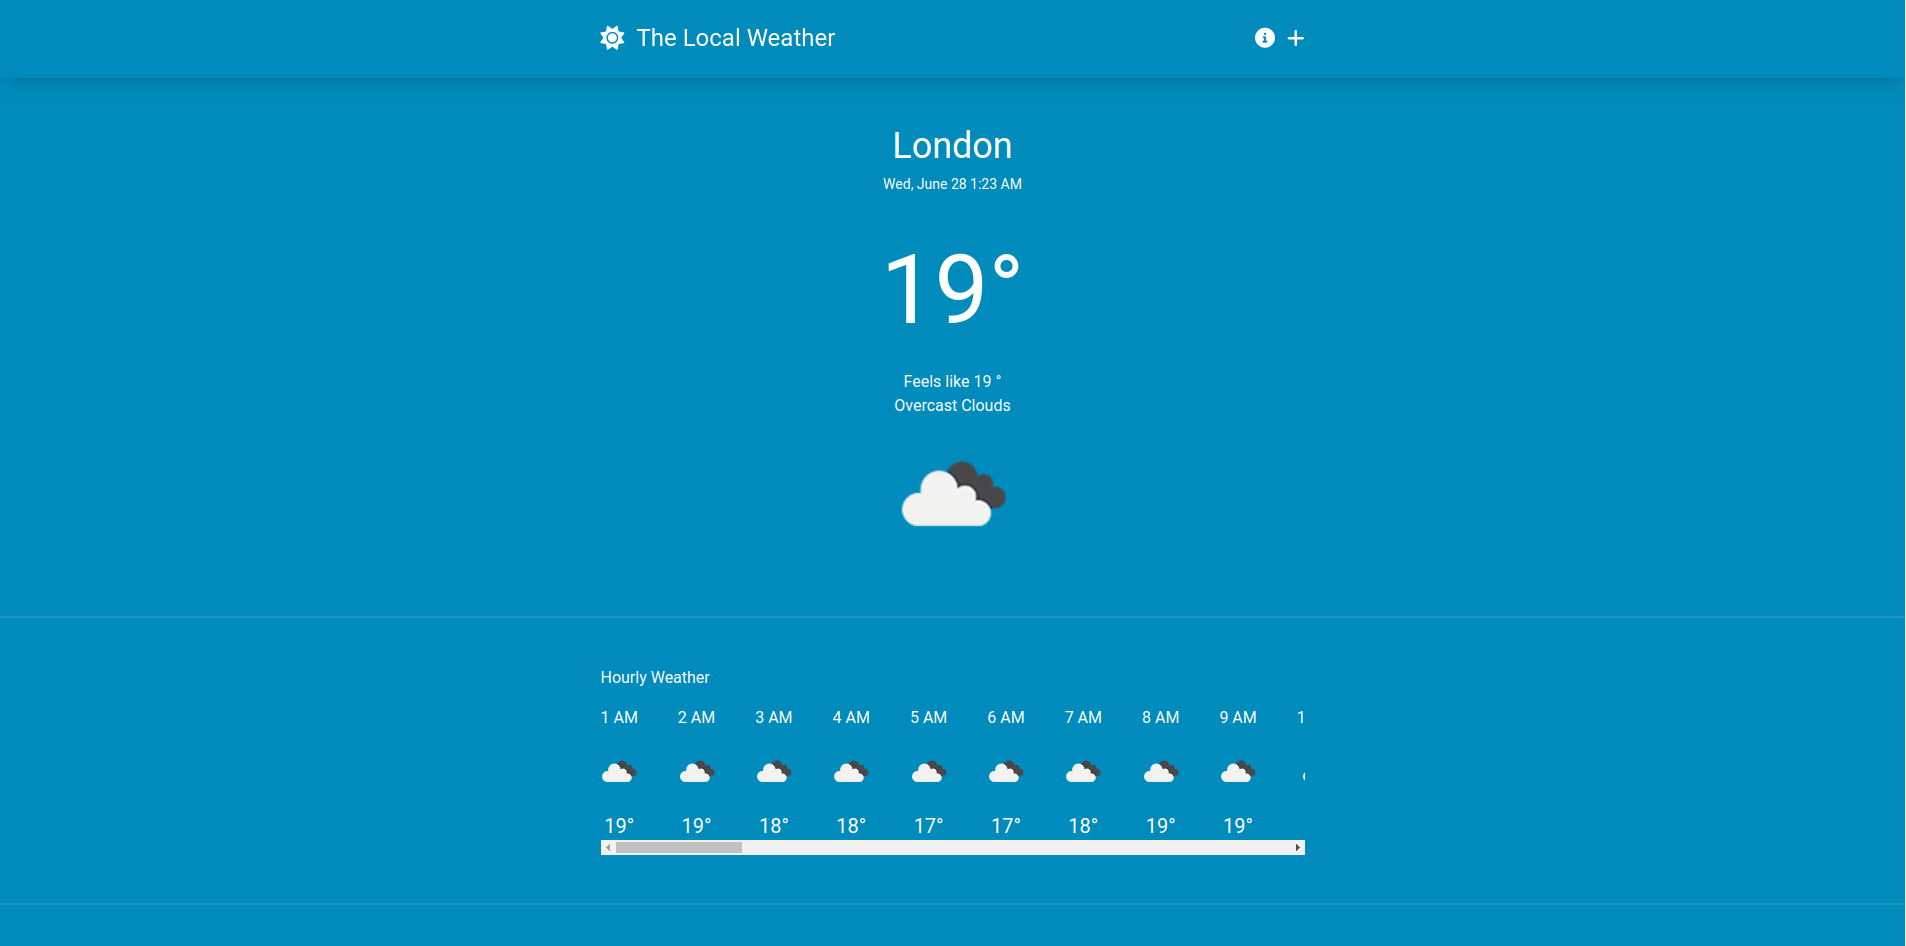 The Local Weather
London
Wed, June 28 1:23 AM
19°
Feels like 19 °
Overcast Clouds
Hourly Weather
1 AM 2 AM 3 AM 4 AM 5 AM 6 AM 7 AM 8 AM 9 AM 1
19° 19° 18° 18° 17° 17° 18° 19° 19°